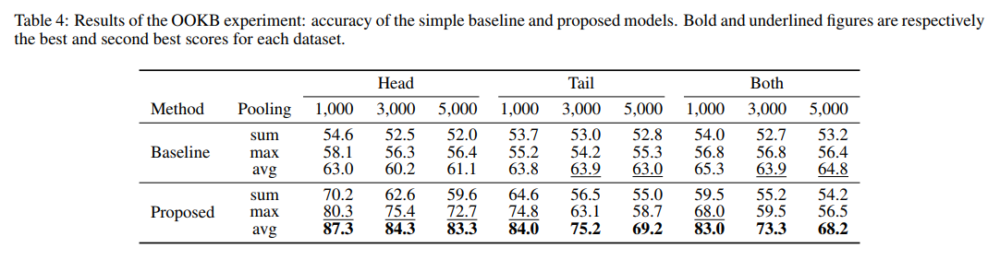 Table 4: Results of the OOKB experiment: accuracy of the simple baseline and proposed models. Bold and underlined figures are respectively
the best and second best scores for each dataset.
Head Tail Both
Method Pooling 1,000 3,000 5,000 1,000 3,000 5,000 1,000 3,000 5,000
sum 54.6 52.5 52.0 53.7 53.0 52.8 54.0 52.7 53.2
Baseline max 58.1 56.3 56.4 55.2 54.2 55.3 56.8 56.8 56.4
avg 63.0 60.2 61.1 63.8 63.9 63.0 65.3 63.9 64.8
sum 70.2 62.6 59.6 64.6 56.5 55.0 59.5 55.2 54.2
Proposed max 80.3 75.4 72.7 74.8 63.1 58.7 68.0 59.5 56.5
avg 87.3 84.3 83.3 84.0 75.2 69.2 83.0 73.3 68.2